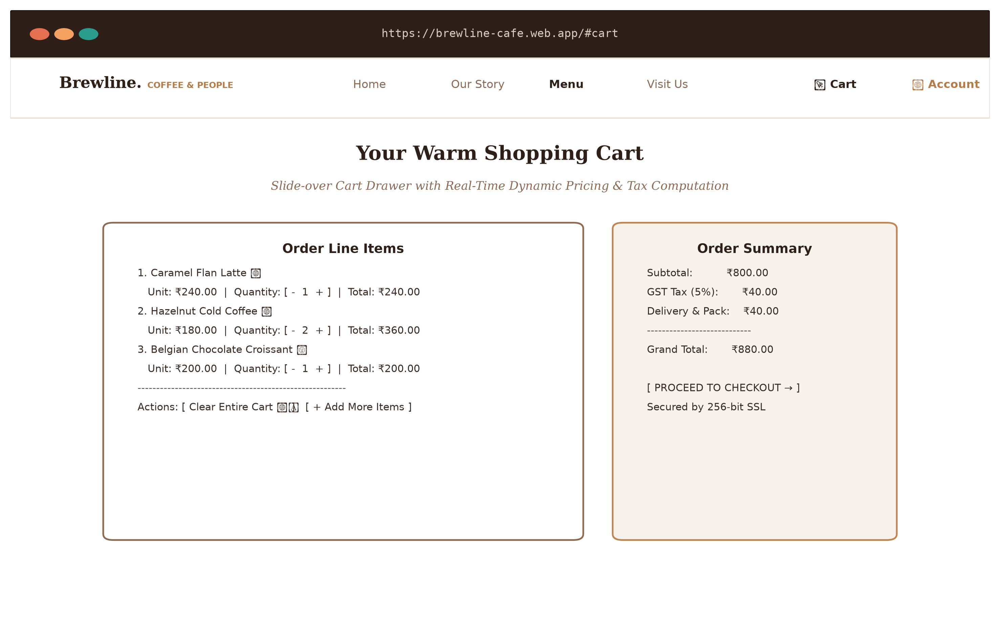 https://brewline-cafe.web.app/#cart
Brewline. COFFEE & PEOPLE Home Our Story Menu Visit Us Cart Account
Your Warm Shopping Cart
Slide-over Cart Drawer with Real-Time Dynamic Pricing & Tax Computation
Order Line Items
1. Caramel Flan Latte
Unit: ₹240.00 | Quantity: [ - 1 + ] | Total: ₹240.00
2. Hazelnut Cold Coffee
Unit: ₹180.00 | Quantity: [ - 2 + ] | Total: ₹360.00
3. Belgian Chocolate Croissant
Unit: ₹200.00 | Quantity: [ - 1 + ] | Total: ₹200.00
-------------------------------------------------------
Actions: [ Clear Entire Cart [ + Add More Items ]
Order Summary
Subtotal: ₹800.00
GST Tax (5%): ₹40.00
Delivery & Pack: ₹40.00
----------------------------
Grand Total: ₹880.00
[ PROCEED TO CHECKOUT → ]
Secured by 256-bit SSL